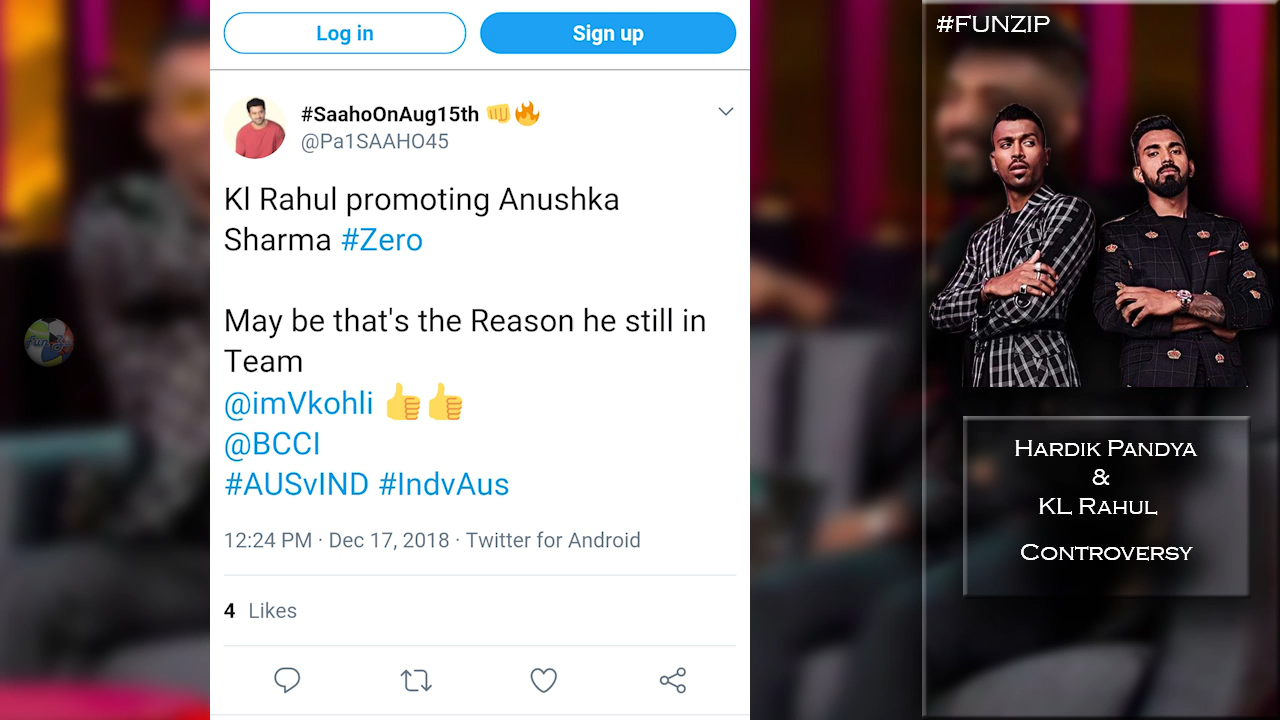 Log in
Sign up
#SaahoOnAug15th 👊🔥
@Pa1SAAHO45
Kl Rahul promoting Anushka
Sharma #Zero
May be that's the Reason he still in
Team
@imVkohli 👍👍
@BCCI
#AUSvIND #IndvAus
12:24 PM · Dec 17, 2018 · Twitter for Android
4 Likes
#FUNZIP
Hardik Pandya
&
KL Rahul
Controversy